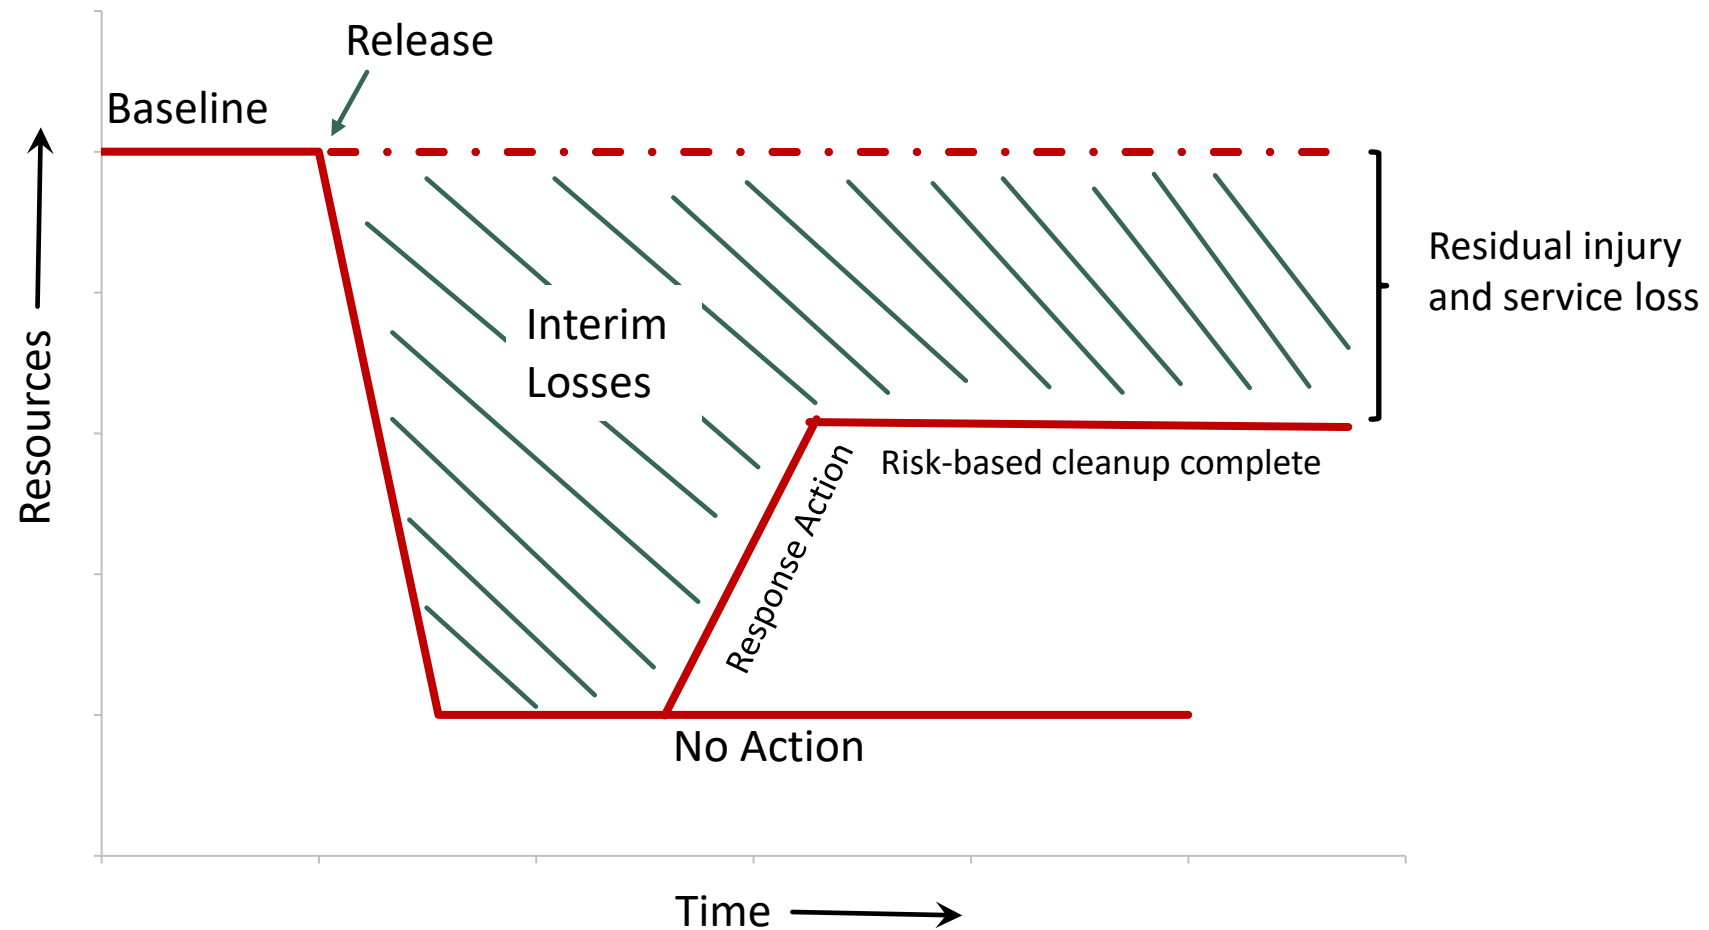 Release
Baseline
Resources
Interim
Losses
Residual injury
and service loss
Response Action
Risk-based cleanup complete
No Action
Time